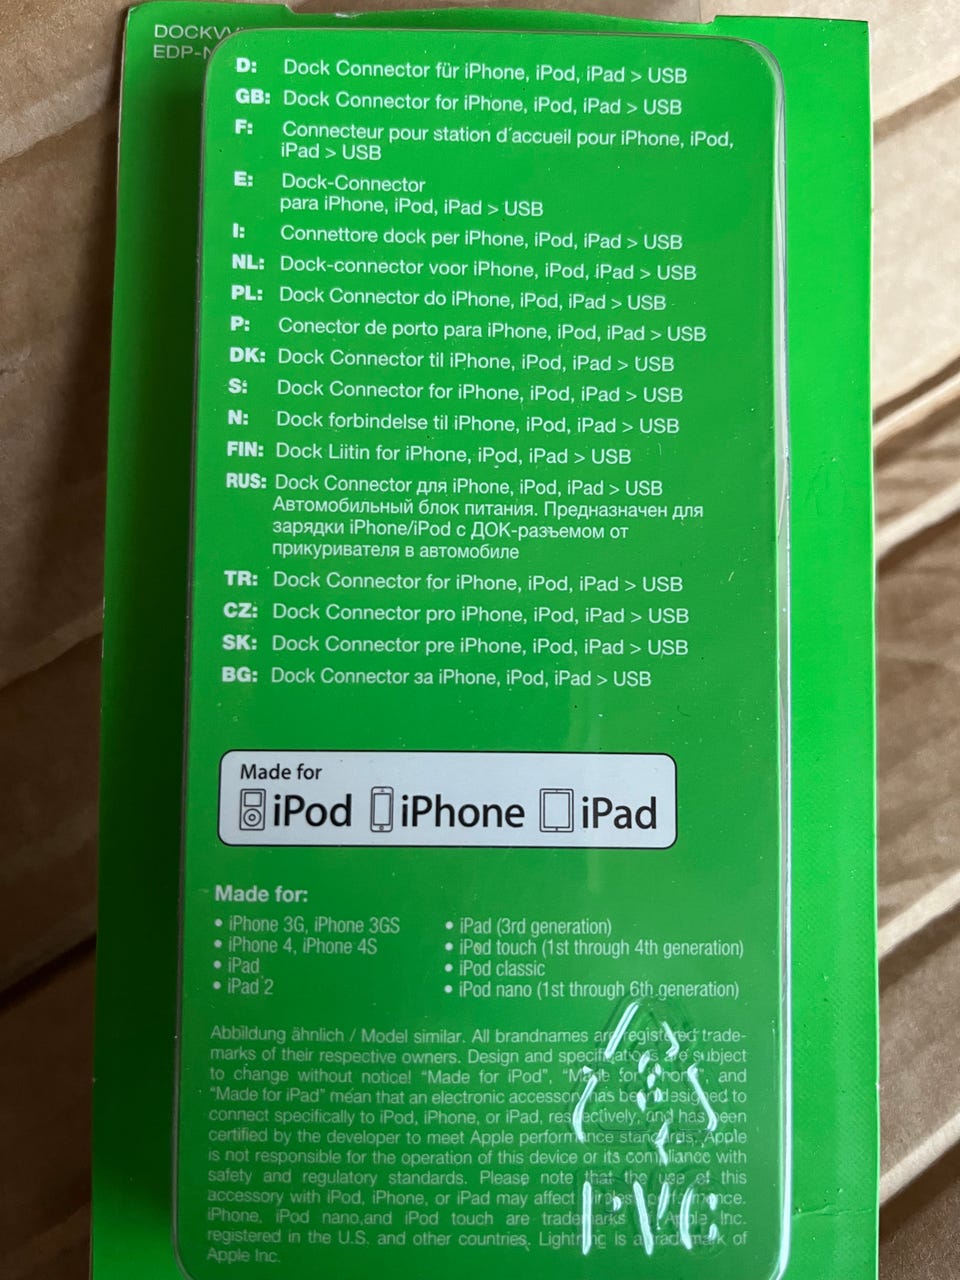 EDP-N
D: Dock Connector für iPhone, iPod, iPad > USB
GB: Dock Connector for iPhone, iPod, iPad > USB
F: Connecteur pour station d´accueil pour iPhone, iPod,
iPad > USB
E: Dock-Connector
para iPhone, iPod, iPad > USB
I: Connettore dock per iPhone, iPod, iPad > USB
NL: Dock-connector voor iPhone, iPod, iPad > USB
PL: Dock Connector do iPhone, iPod, iPad > USB
P: Conector de porto para iPhone, iPod, iPad > USB
DK: Dock Connector til iPhone, iPod, iPad > USB
S: Dock Connector for iPhone, iPod, iPad > USB
N: Dock forbindelse til iPhone, iPod, iPad > USB
FIN: Dock Liitin for iPhone, iPod, iPad > USB
RUS: Dock Connector для iPhone, iPod, iPad > USB
Автомобильный блок питания. Предназначен для
зарядки iPhone/iPod с ДОК-разъемом от
прикуривателя в автомобиле
TR: Dock Connector for iPhone, iPod, iPad > USB
CZ: Dock Connector pro iPhone, iPod, iPad > USB
SK: Dock Connector pre iPhone, iPod, iPad > USB
BG: Dock Connector за iPhone, iPod, iPad > USB
Made for
iPod iPhone iPad
Made for:
• iPhone 3G, iPhone 3GS
• iPhone 4, iPhone 4S
• iPad
• iPad 2
• iPad (3rd generation)
• iPod touch (1st through 4th generation)
• iPod classic
• iPod nano (1st through 6th generation)
Abbildung ähnlich / Model similar. All brandnames are registered trade-
marks of their respective owners. Design and specifications are subject
to change without notice! “Made for iPod”, “Made for iPhone”, and
“Made for iPad” mean that an electronic accessory has been designed to
connect specifically to iPod, iPhone, or iPad, respectively, and has been
certified by the developer to meet Apple performance standards. Apple
is not responsible for the operation of this device or its compliance with
safety and regulatory standards. Please note that the use of this
accessory with iPod, iPhone, or iPad may affect wireless performance.
iPhone, iPod nano,and iPod touch are trademarks of Apple Inc.
registered in the U.S. and other countries. Lightning is a trademark of
Apple Inc.
PVC